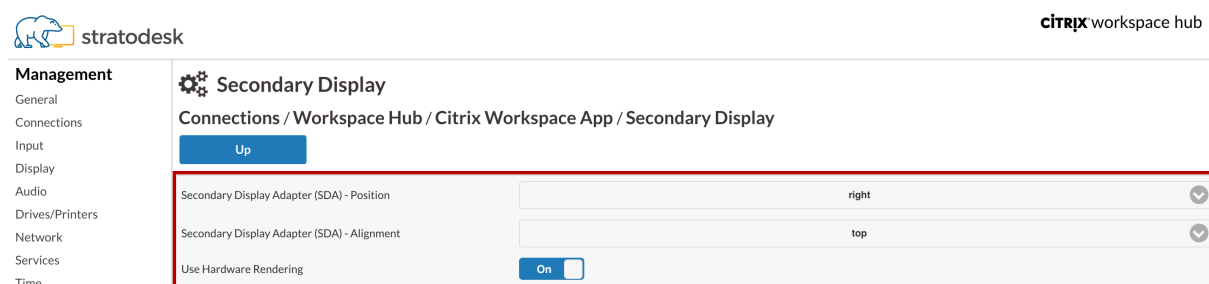 stratodesk
citrix workspace hub
Management
General
Connections
Input
Display
Audio
Drives/Printers
Network
Services
Time
Secondary Display
Connections / Workspace Hub / Citrix Workspace App / Secondary Display
Up
Secondary Display Adapter (SDA) - Position
right
Secondary Display Adapter (SDA) - Alignment
top
Use Hardware Rendering
On